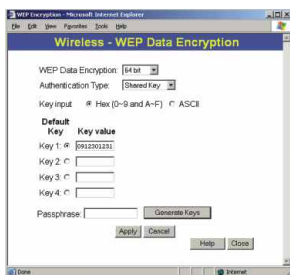 WEP Encryption - Microsoft Internet Explorer
File Edit View Favorites Tools Help
Wireless - WEP Data Encryption
WEP Data Encryption: 64 bit
Authentication Type: Shared Key
Key input Hex (0~9 and A~F) ASCII
Default
Key Key value
Key 1: 0912301231
Key 2:
Key 3:
Key 4:
Passphrase: Generate Keys
Apply Cancel
Help Close
Done Internet